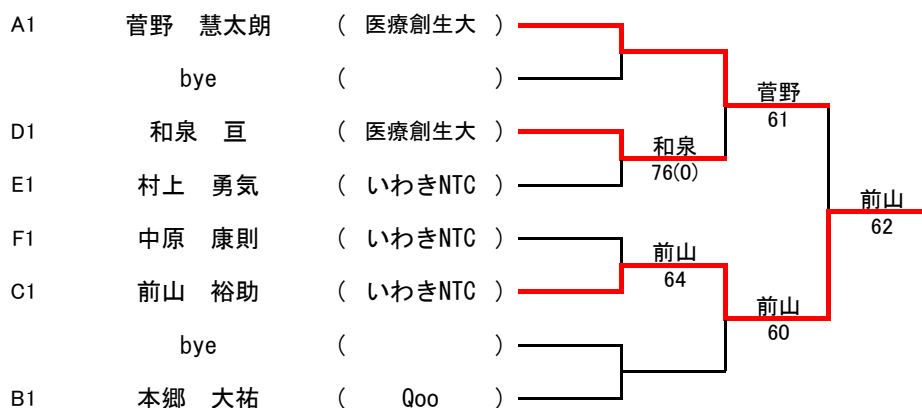 A1 菅野 慧太朗 ( 医療創生大 )
bye ( )
菅野
61
D1 和泉 亘 ( 医療創生大 )
和泉
76(0)
E1 村上 勇気 ( いわきNTC )
前山
62
F1 中原 康則 ( いわきNTC )
前山
64
C1 前山 裕助 ( いわきNTC )
前山
60
bye ( )
B1 本郷 大祐 ( Qoo )